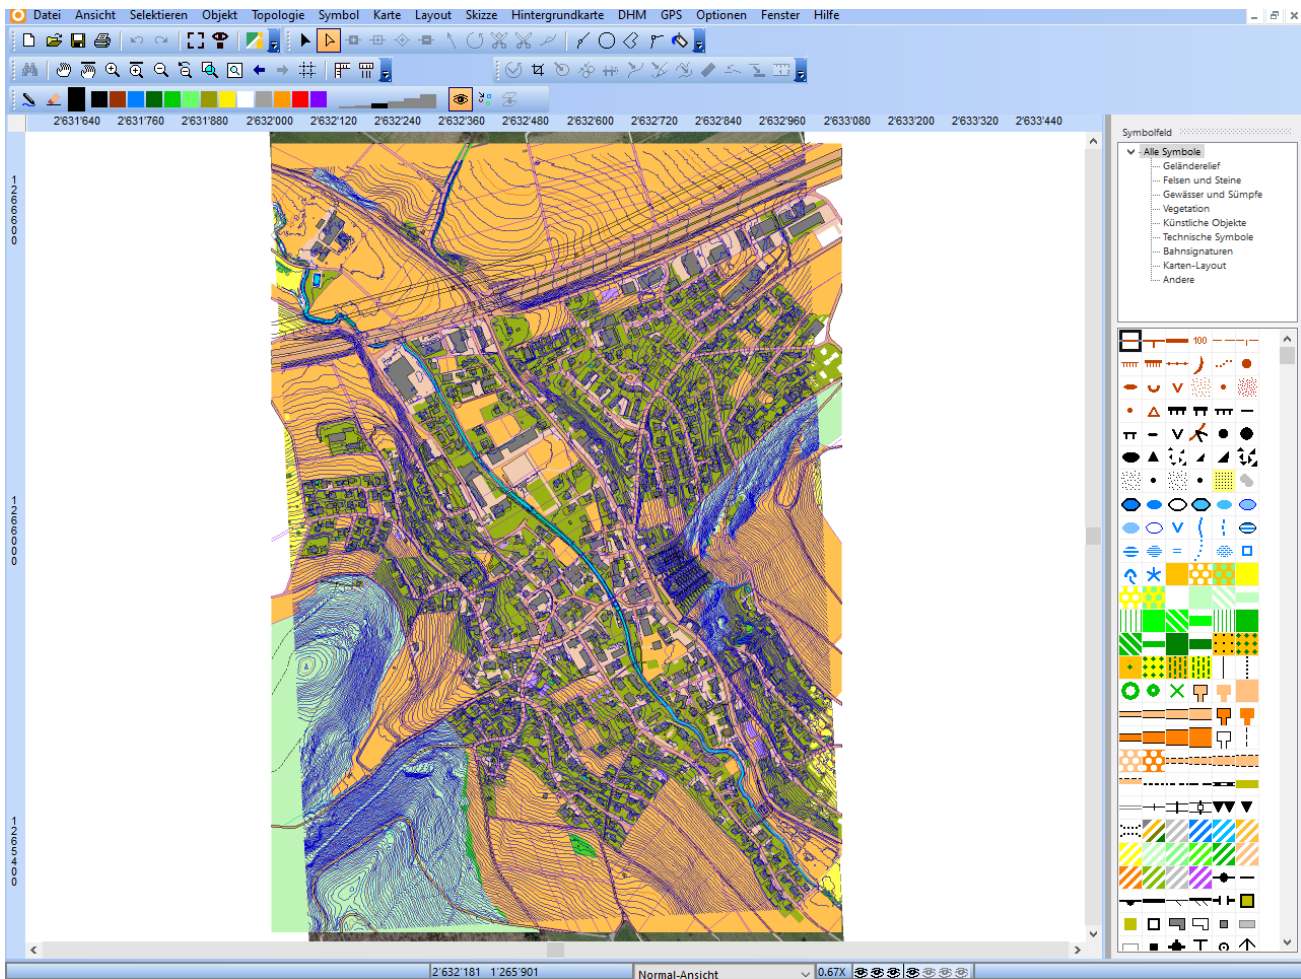 Datei Ansicht Selektieren Objekt Topologie Symbol Karte Layout Skizze Hintergrundkarte DHM GPS Optionen Fenster Hilfe
2'631'640 2'631'760 2'631'880 2'632'000 2'632'120 2'632'240 2'632'360 2'632'480 2'632'600 2'632'720 2'632'840 2'632'960 2'633'080 2'633'200 2'633'320 2'633'440
1266600
1266000
1265400
Symbolfeld
Alle Symbole
Geländerelief
Felsen und Steine
Gewässer und Sümpfe
Vegetation
Künstliche Objekte
Technische Symbole
Bahnsignaturen
Karten-Layout
Andere
100
2'632'181 1'265'901 Normal-Ansicht 0.67X